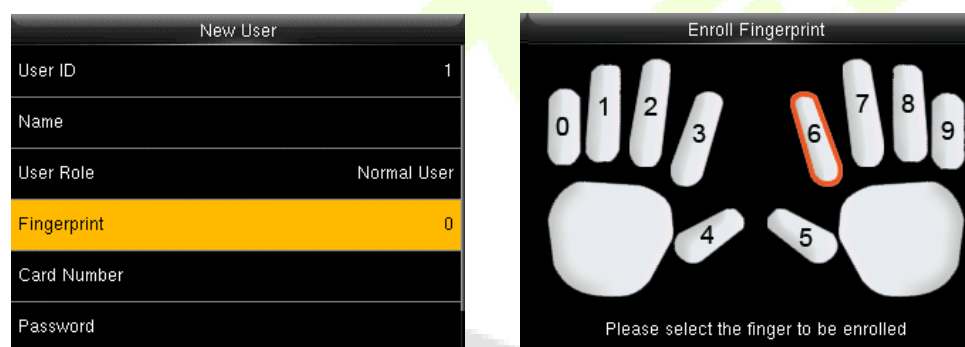 New User
User ID 1
Name
User Role Normal User
Fingerprint 0
Card Number
Password
Enroll Fingerprint
0 1 2 3 4 5 6 7 8 9
Please select the finger to be enrolled